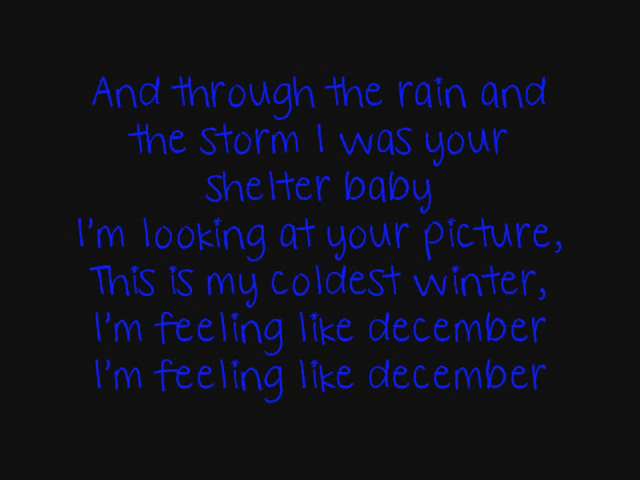 And through the rain and
the storm I was your
shelter baby
I'm looking at your picture,
This is my coldest winter,
I'm feeling like december
I'm feeling like december